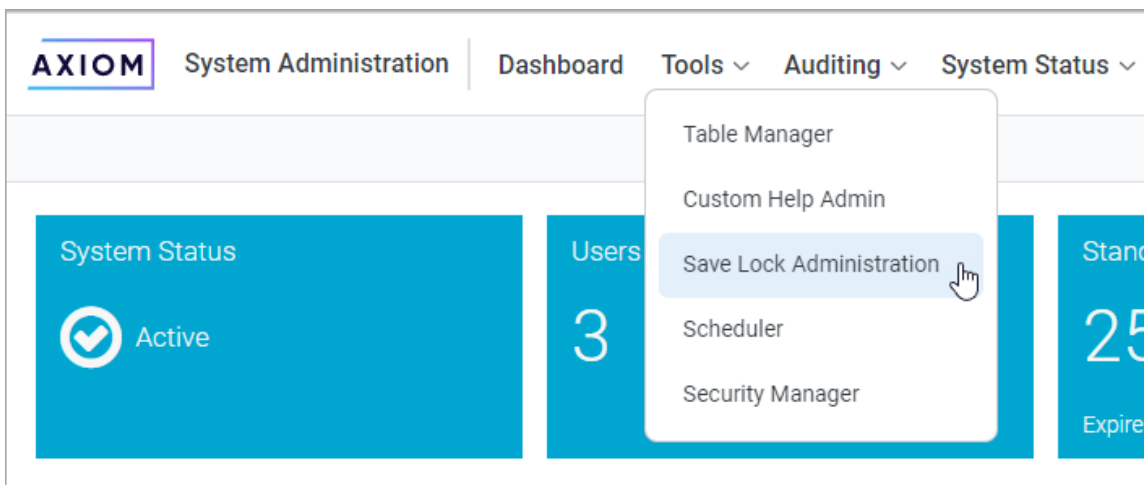 AXIOM System Administration Dashboard Tools Auditing System Status
Table Manager
Custom Help Admin
Save Lock Administration
Scheduler
Security Manager
System Status
Active
Users
3
25